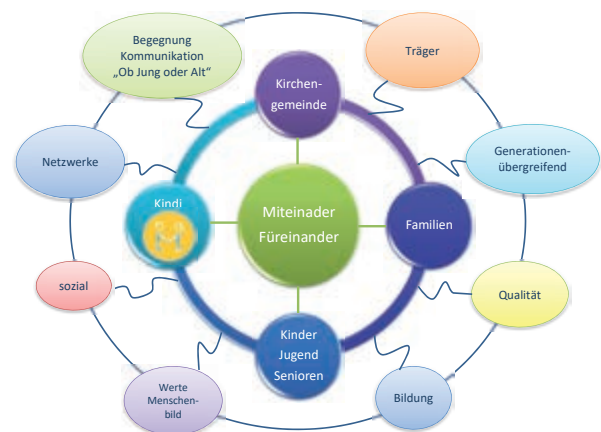 Begegnung
Kommunikation
„Ob Jung oder Alt“
Träger
Kirchen-
gemeinde
Netzwerke
Generationen-
übergreifend
Kindi
M
Miteinader
Füreinander
Familien
sozial
Qualität
Kinder
Jugend
Senioren
Werte
Menschen-
bild
Bildung